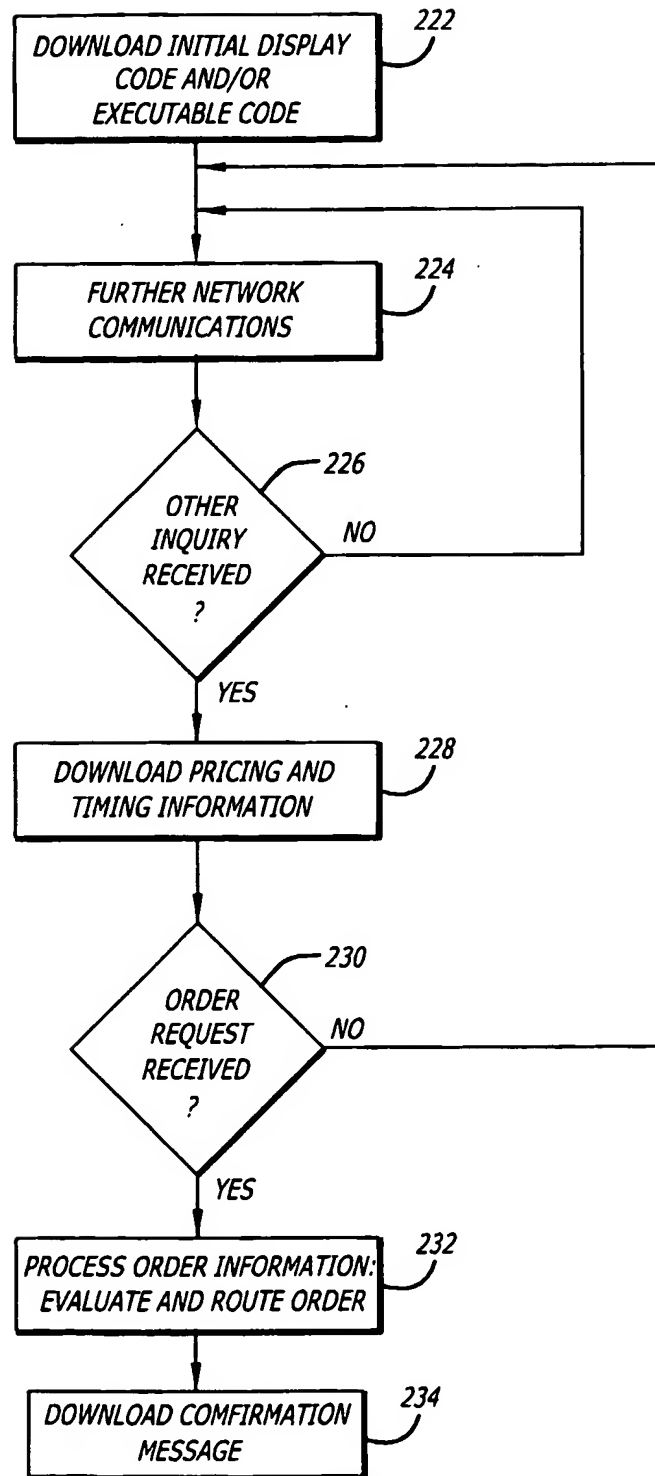 222
DOWNLOAD INITIAL DISPLAY
CODE AND/OR
EXECUTABLE CODE
224
FURTHER NETWORK
COMMUNICATIONS
226
OTHER
INQUIRY
RECEIVED
?
NO
YES
228
DOWNLOAD PRICING AND
TIMING INFORMATION
230
ORDER
REQUEST
RECEIVED
?
NO
YES
232
PROCESS ORDER INFORMATION:
EVALUATE AND ROUTE ORDER
234
DOWNLOAD COMFIRMATION
MESSAGE